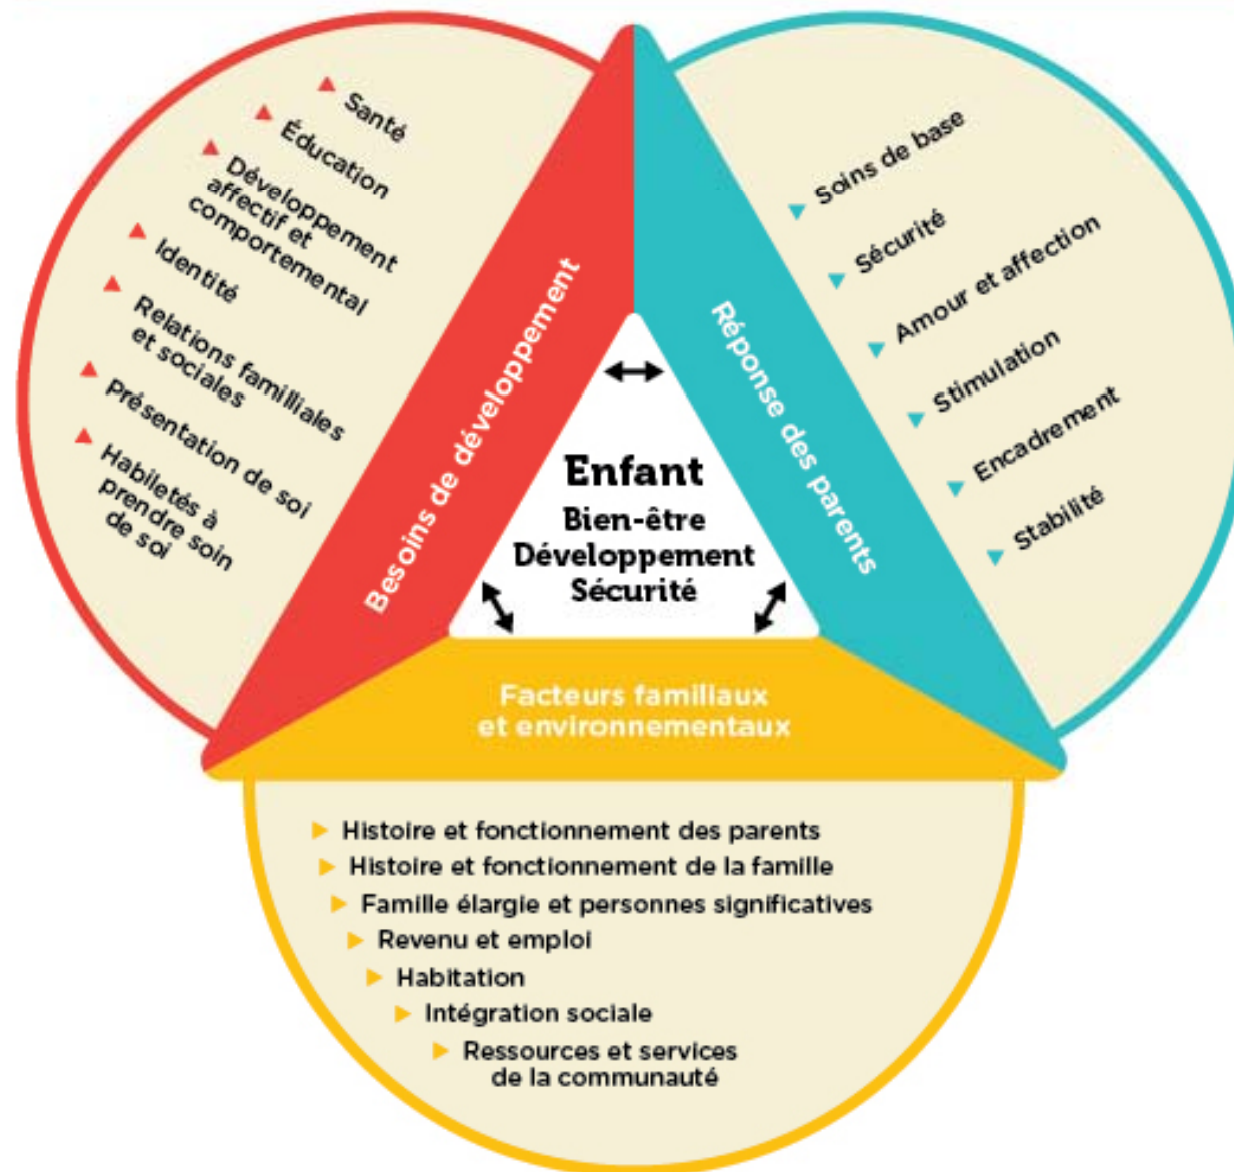 Santé
Éducation
Développement
affectif et
comportemental
Identité
Relations familiales
et sociales
Présentation de soi
Habiletés à
prendre soin
de soi
Besoins de développement
Réponse des parents
Soins de base
Sécurité
Amour et affection
Stimulation
Encadrement
Stabilité
Enfant
Bien-être
Développement
Sécurité
Facteurs familiaux
et environnementaux
Histoire et fonctionnement des parents
Histoire et fonctionnement de la famille
Famille élargie et personnes significatives
Revenu et emploi
Habitation
Intégration sociale
Ressources et services
de la communauté